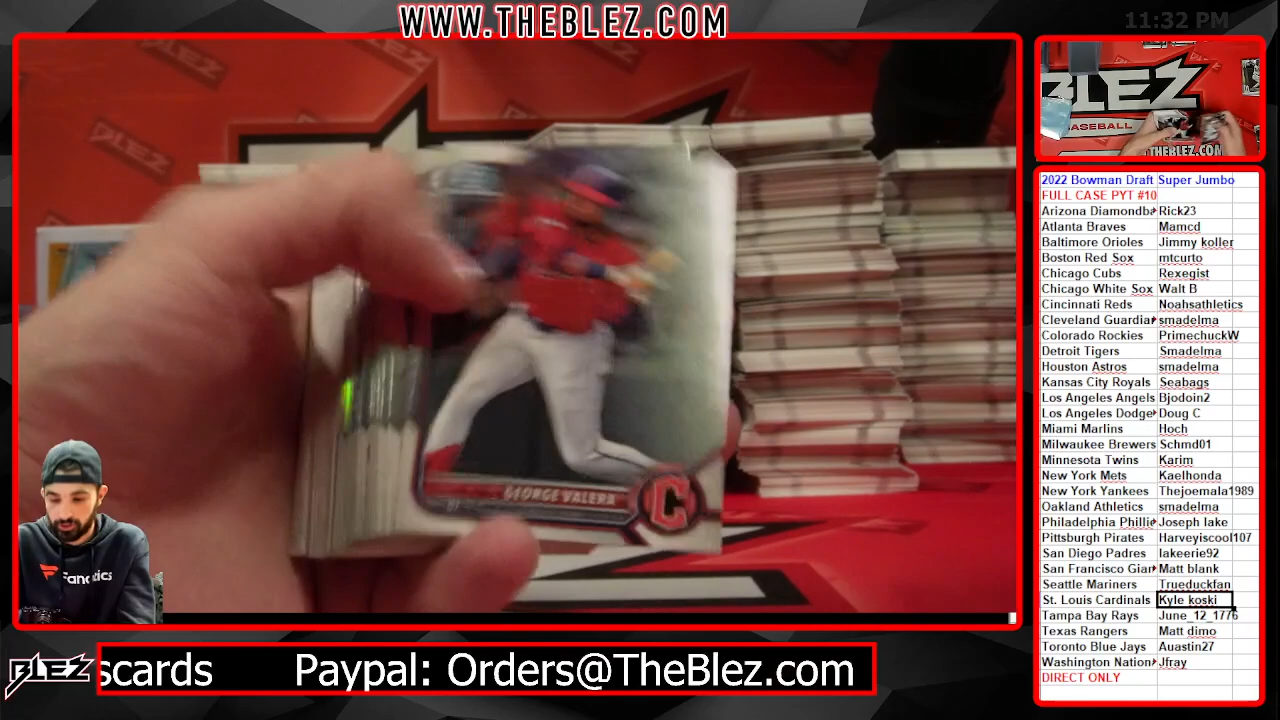 WWW.THEBLEZ.COM
11:32 PM
BLEZ
BLEZ
GEORGE VALERA
C
Fanatics
BLEZ
BASEBALL
THEBLEZ.COM
2022 Bowman Draft Super Jumbo
FULL CASE PYT #10
Arizona Diamondba Rick23
Atlanta Braves Mamcd
Baltimore Orioles Jimmy koller
Boston Red Sox mtcurto
Chicago Cubs Rexegist
Chicago White Sox Walt B
Cincinnati Reds Noahsathletics
Cleveland Guardia smadelma
Colorado Rockies PrimechuckW
Detroit Tigers Smadelma
Houston Astros smadelma
Kansas City Royals Seabags
Los Angeles Angels Bjodoin2
Los Angeles Dodge Doug C
Miami Marlins Hoch
Milwaukee Brewers Schmd01
Minnesota Twins Karim
New York Mets Kaelhonda
New York Yankees Thejoemala1989
Oakland Athletics smadelma
Philadelphia Phillie Joseph lake
Pittsburgh Pirates Harveyiscool107
San Diego Padres lakeerie92
San Francisco Gian Matt blank
Seattle Mariners Trueduckfan
St. Louis Cardinals Kyle koski
Tampa Bay Rays June_12_1776
Texas Rangers Matt dimo
Toronto Blue Jays Auastin27
Washington Nation Jfray
DIRECT ONLY
BLEZ
scards Paypal: Orders@TheBlez.com